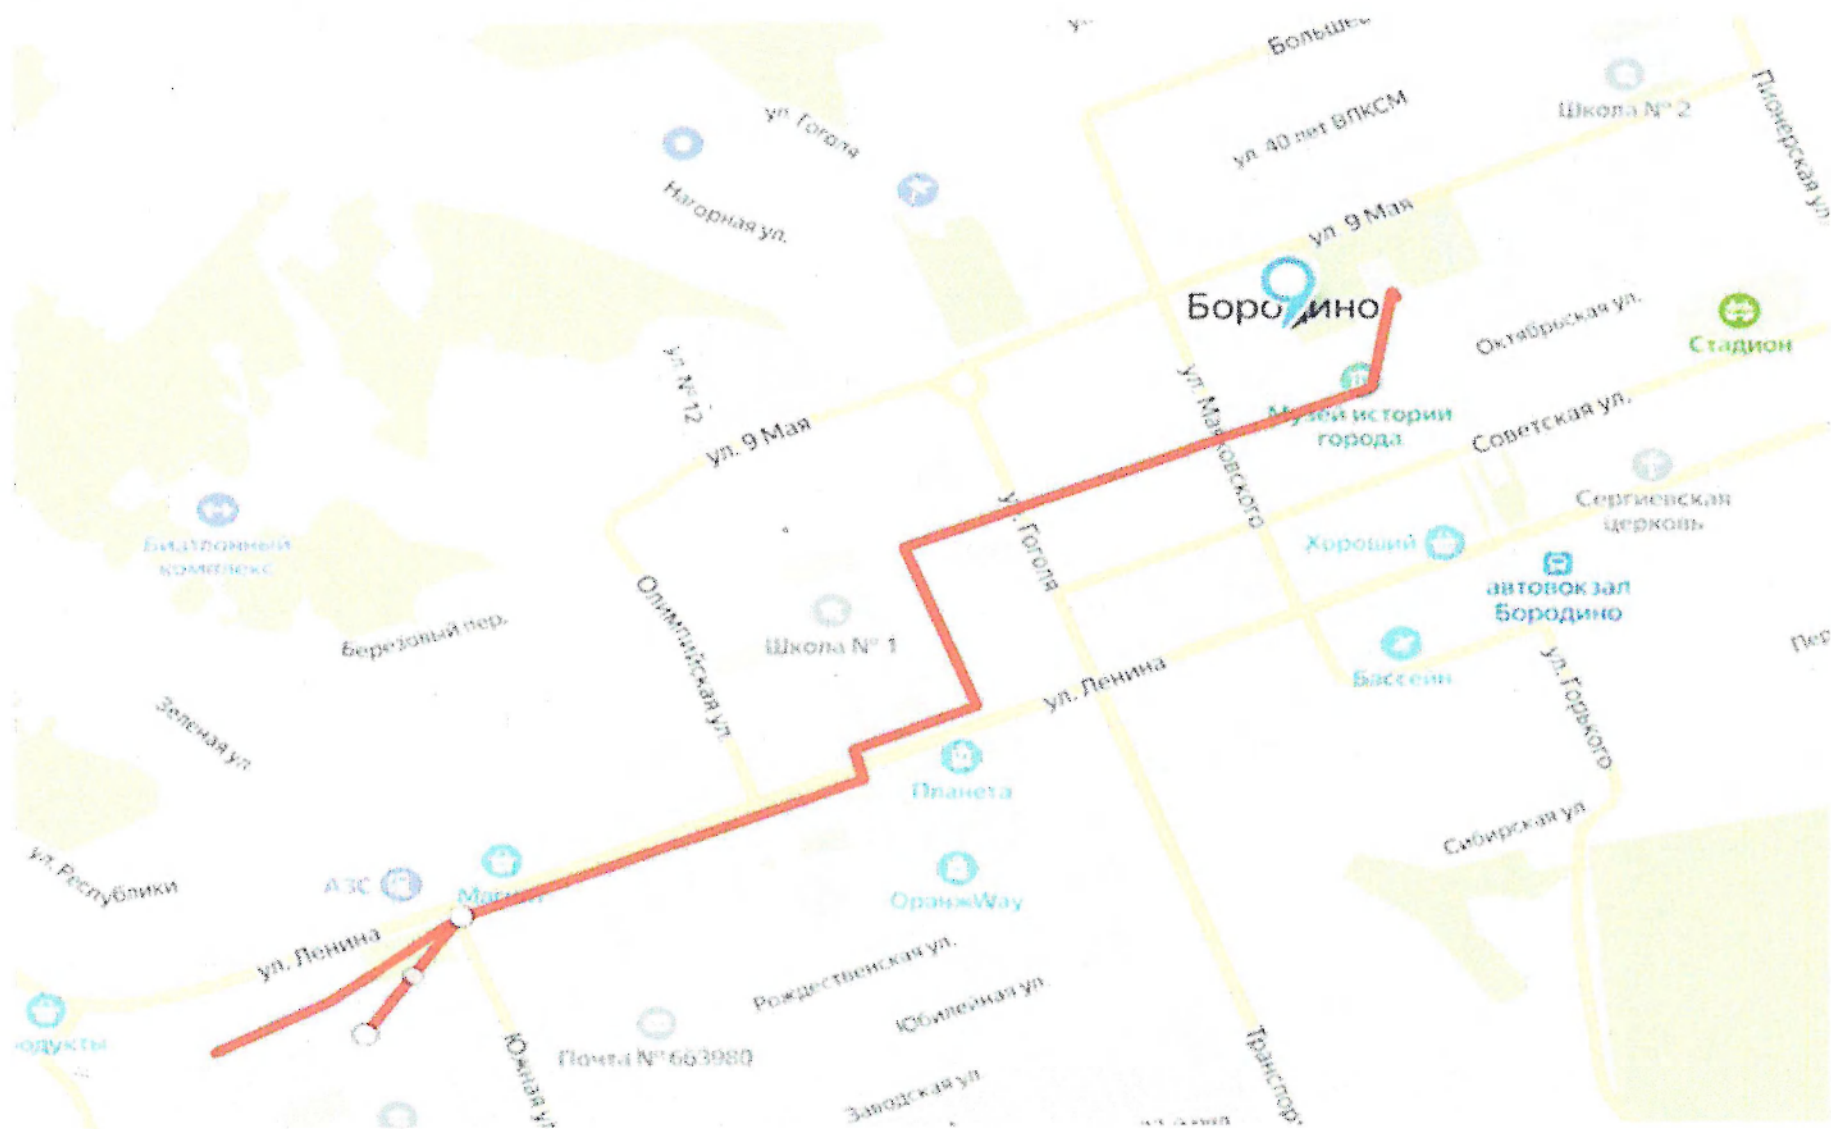 Большев
ул. Гоголя
ул. 40 лет ВЛКСМ
Школа № 2
Пионерская ул.
Нагорная ул.
ул. 9 Мая
Бородино
Октябрьская ул.
Стадион
ул. № 12
ул. Маяковского
Музей истории
города
Советская ул.
ул. 9 Мая
Сергиевская
церковь
ул. Гоголя
Хороший
Биатлонный
комплекс
автовокзал
Бородино
Олимпийская ул.
Березовый пер.
Школа № 1
Пер
ул. Ленина
Бассейн
ул. Горького
Зеленая ул.
Планета
Сибирская ул.
ул. Республики
АЗС
ОранжWay
ул. Ленина
Рождественская ул.
Юбилейная ул.
одукты
Почта № 663980
Южная ул
Транспор
Заводская ул.